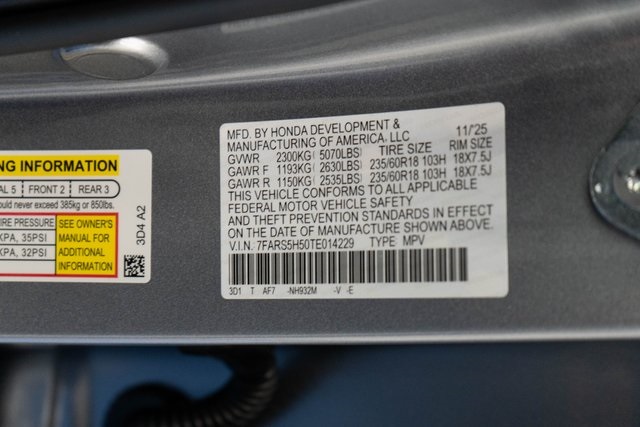 NG INFORMATION
AL 5 FRONT 2 REAR 3
ould never exceed 385kg or 850lbs.
IRE PRESSURE
KPA, 35PSI
KPA, 32PSI
SEE OWNER'S
MANUAL FOR
ADDITIONAL
INFORMATION
3D4 A2
MFD. BY HONDA DEVELOPMENT & 11/'25
MANUFACTURING OF AMERICA, LLC
TIRE SIZE RIM SIZE
GVWR 2300KG( 5070LBS)
GAWR F 1193KG( 2630LBS) 235/60R18 103H 18X7.5J
GAWR R 1150KG( 2535LBS) 235/60R18 103H 18X7.5J
THIS VEHICLE CONFORMS TO ALL APPLICABLE
FEDERAL MOTOR VEHICLE SAFETY
AND THEFT PREVENTION STANDARDS IN EFFECT
ON THE DATE OF MANUFACTURE SHOWN ABOVE.
V.I.N. 7FARS5H50TE014229 TYPE MPV
3D1 T AF7 -NH932M -V -E